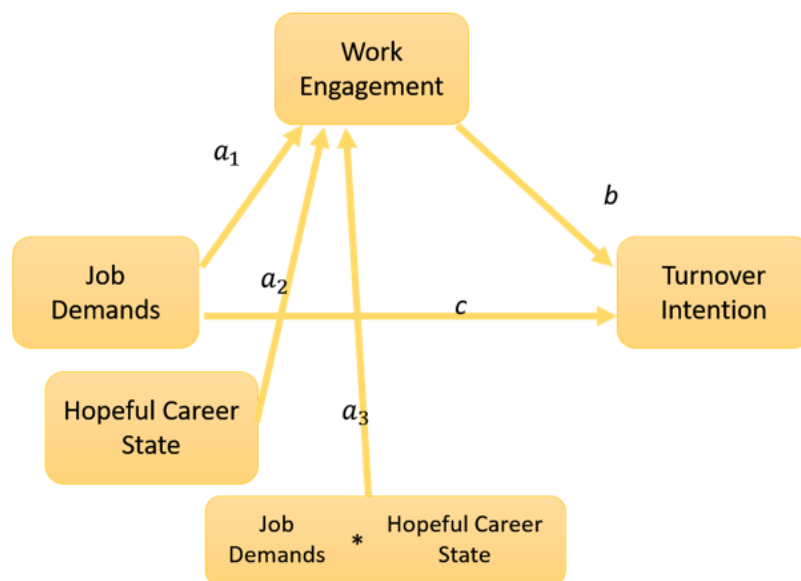 Work
Engagement
a₁
b
Job
Demands
a₂
c
Turnover
Intention
Hopeful Career
State
a₃
Job
Demands
*
Hopeful Career
State